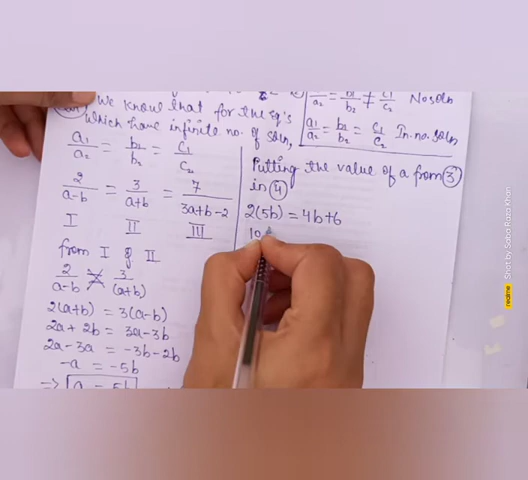 a₁/a₂ = b₁/b₂ ≠ c₁/c₂ No soln
We know that for the Eq's
which have infinite no. of soln,
a₁/a₂ = b₁/b₂ = c₁/c₂ In. no. soln
a₁/a₂ = b₂/b₂ = c₁/c₂
2/a-b = 3/a+b = 7/3a+b-2
I II III
from I & II
2/a-b = 3/(a+b)
2(a+b) = 3(a-b)
2a + 2b = 3a-3b
2a-3a = -3b-2b
-a = -5b
=> a = 5b
Putting the value of a from ③
in ④
2(5b) = 4b+6
10
realme Shot by Saba Raza Khan